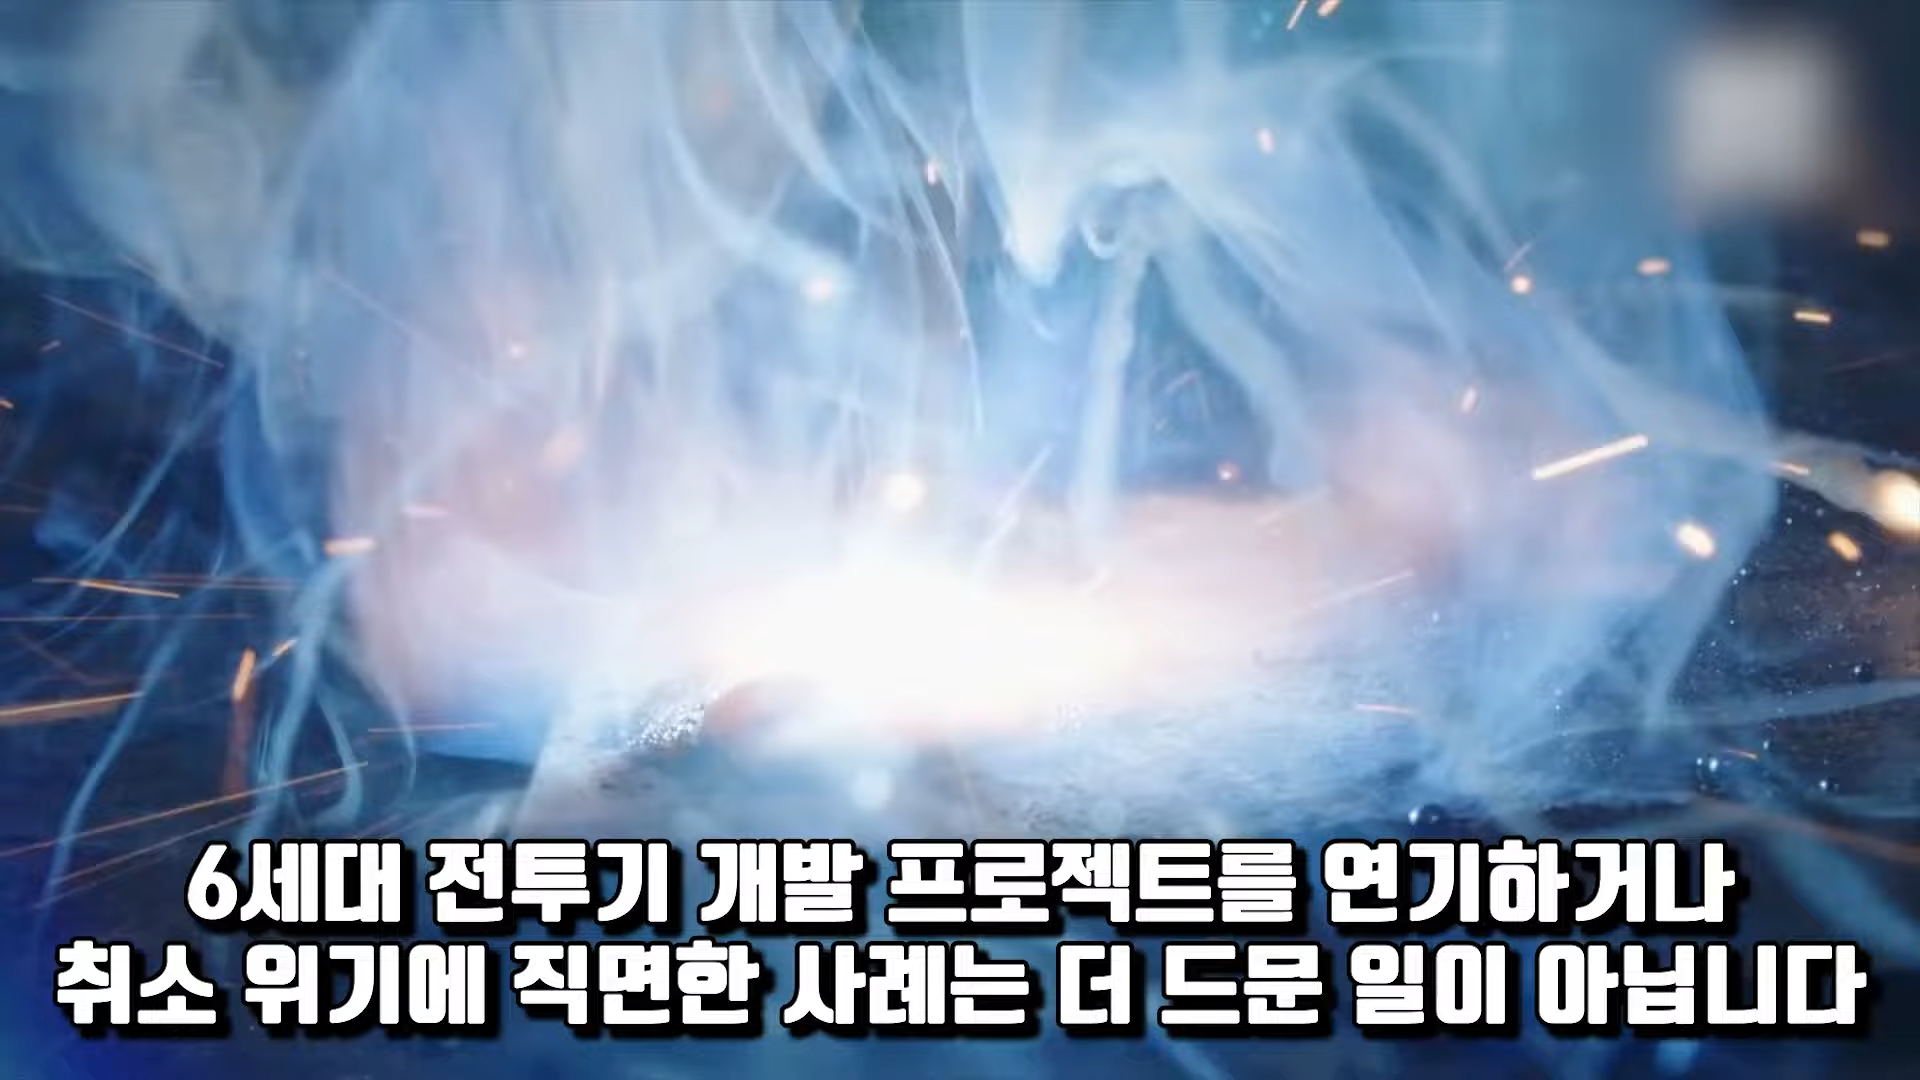 6세대 전투기 개발 프로젝트를 연기하거나
취소 위기에 직면한 사례는 더 드문 일이 아닙니다